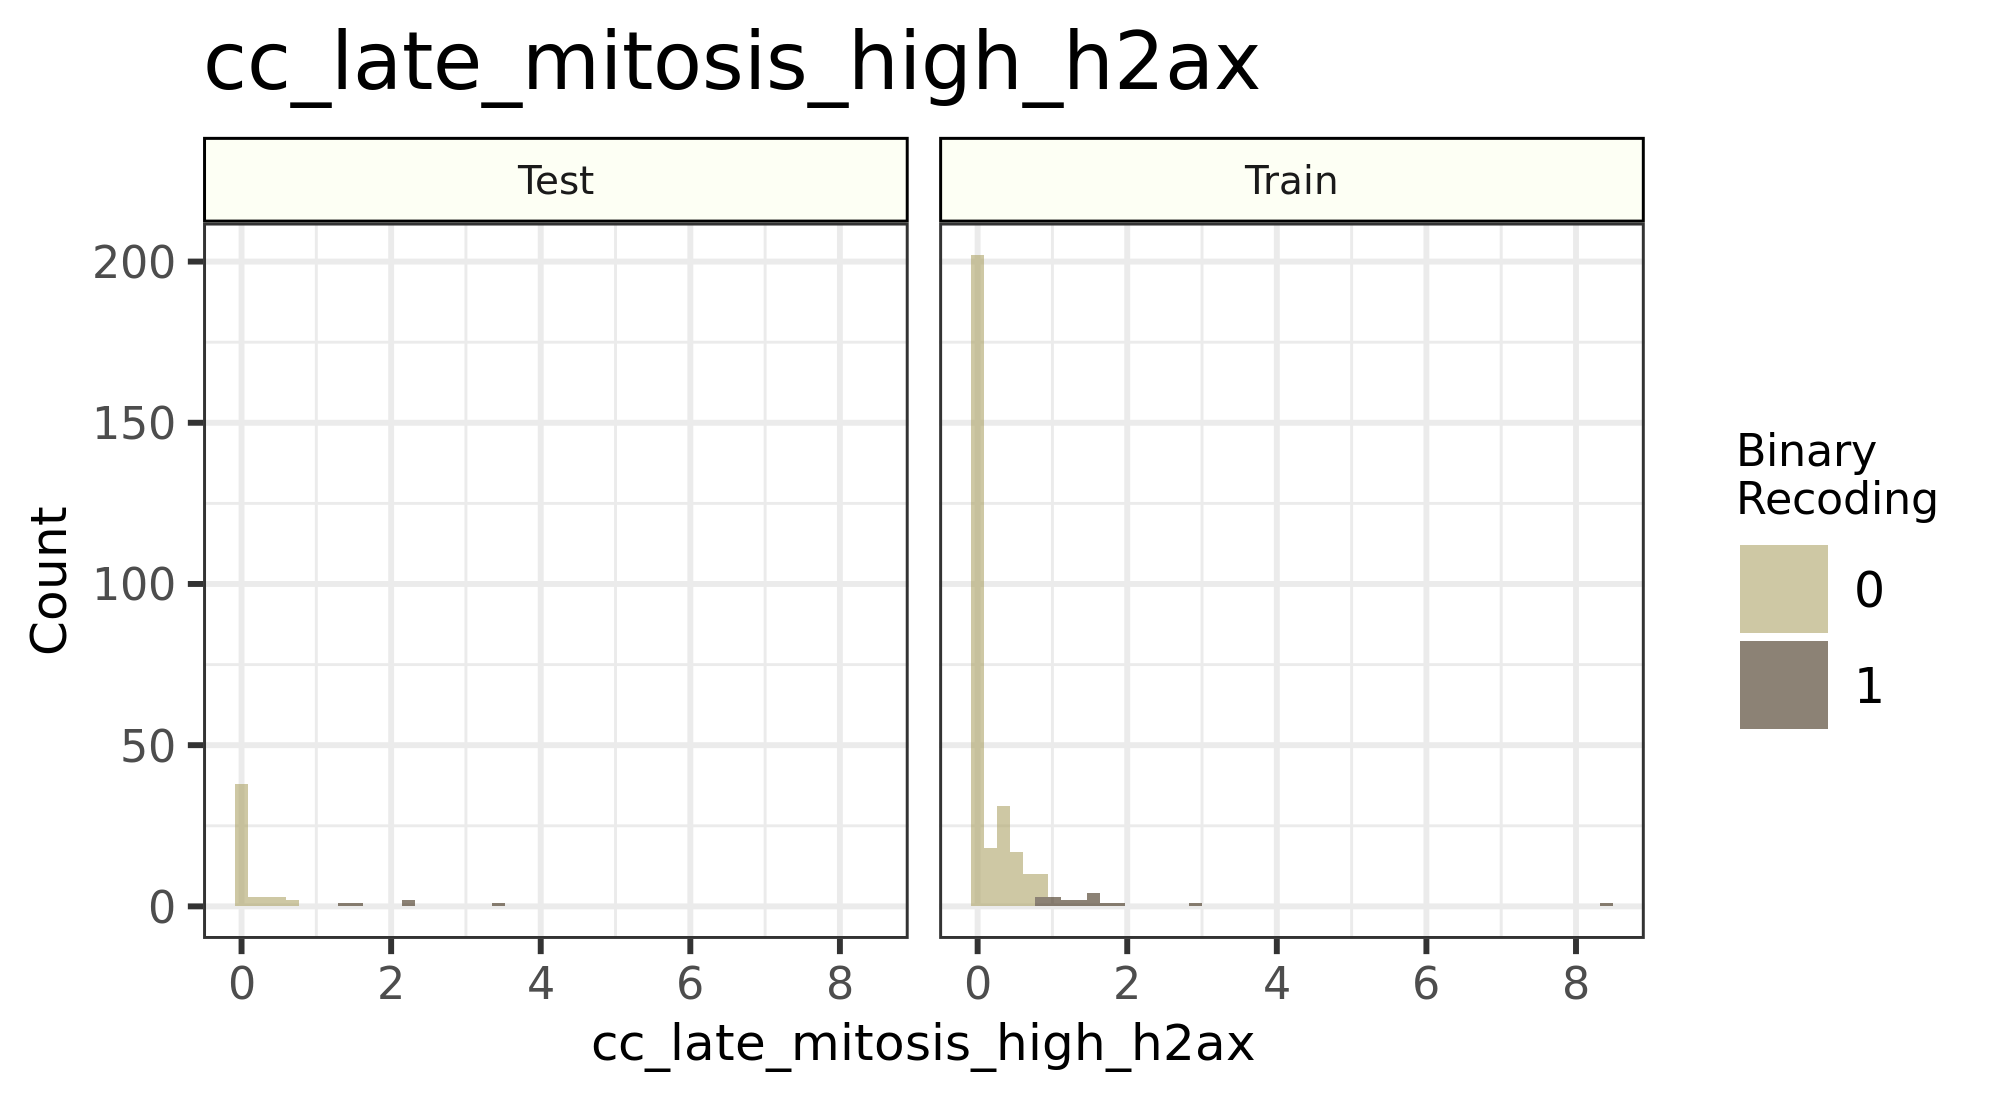 cc_late_mitosis_high_h2ax
Test
Train
200
150
100
50
0
Count
0 2 4 6 8
0 2 4 6 8
cc_late_mitosis_high_h2ax
Binary
Recoding
0
1